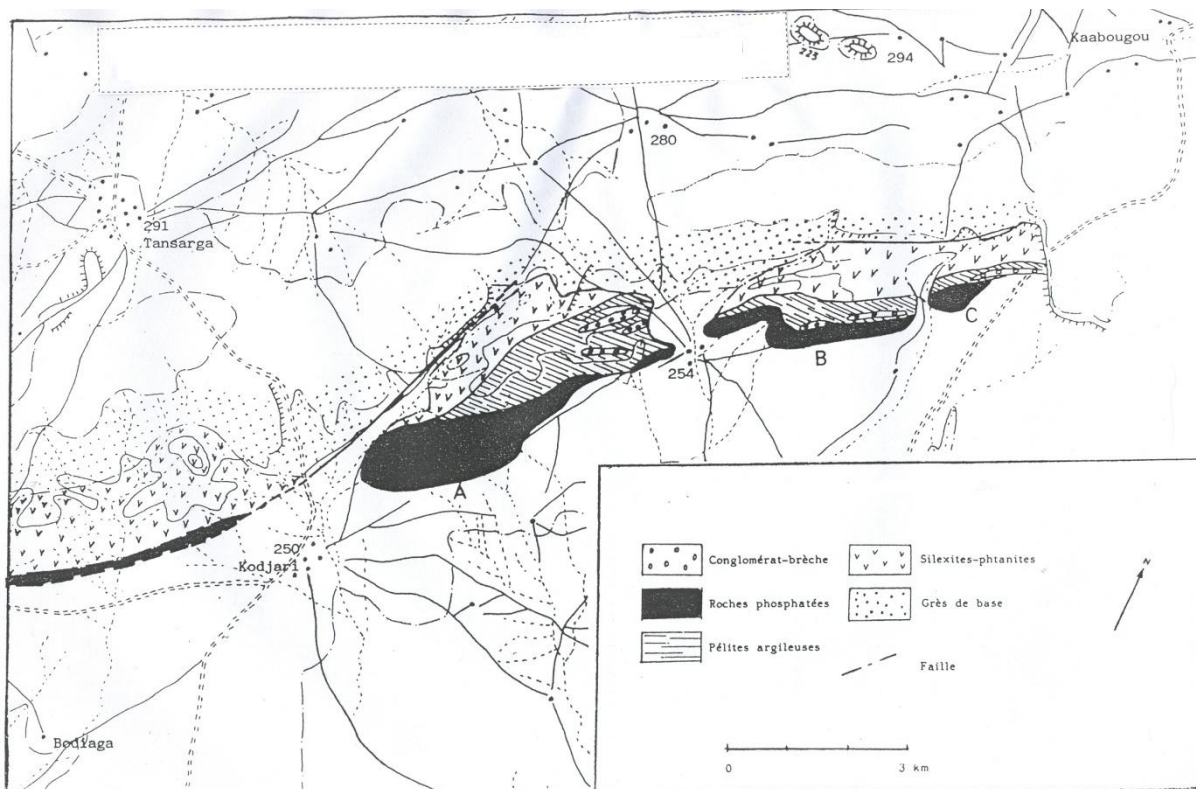 Kaabougou
225
294
280
291
Tansarga
C
B
254
A
250
Kodjari
Bodiaga
Conglomérat-brèche
Silexites-phtanites
Roches phosphatées
Grès de base
Pélites argileuses
Faille
N
0 3 km